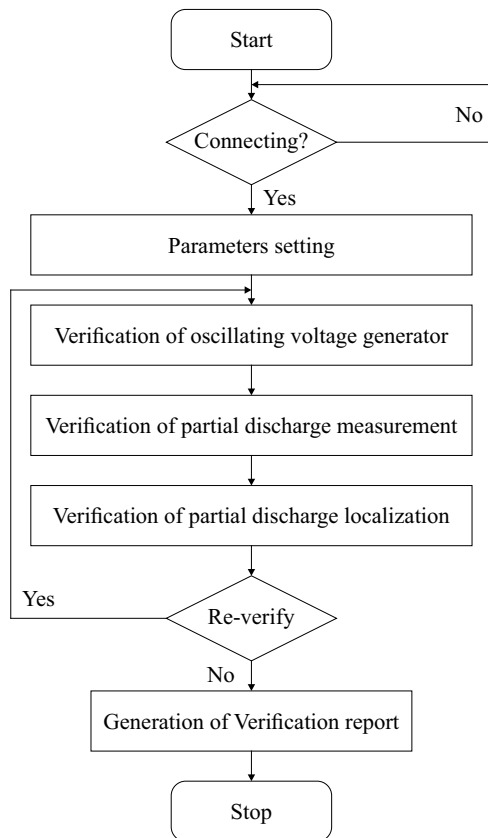 Start
No
Connecting?
Yes
Parameters setting
Verification of oscillating voltage generator
Verification of partial discharge measurement
Verification of partial discharge localization
Yes
Re-verify
No
Generation of Verification report
Stop